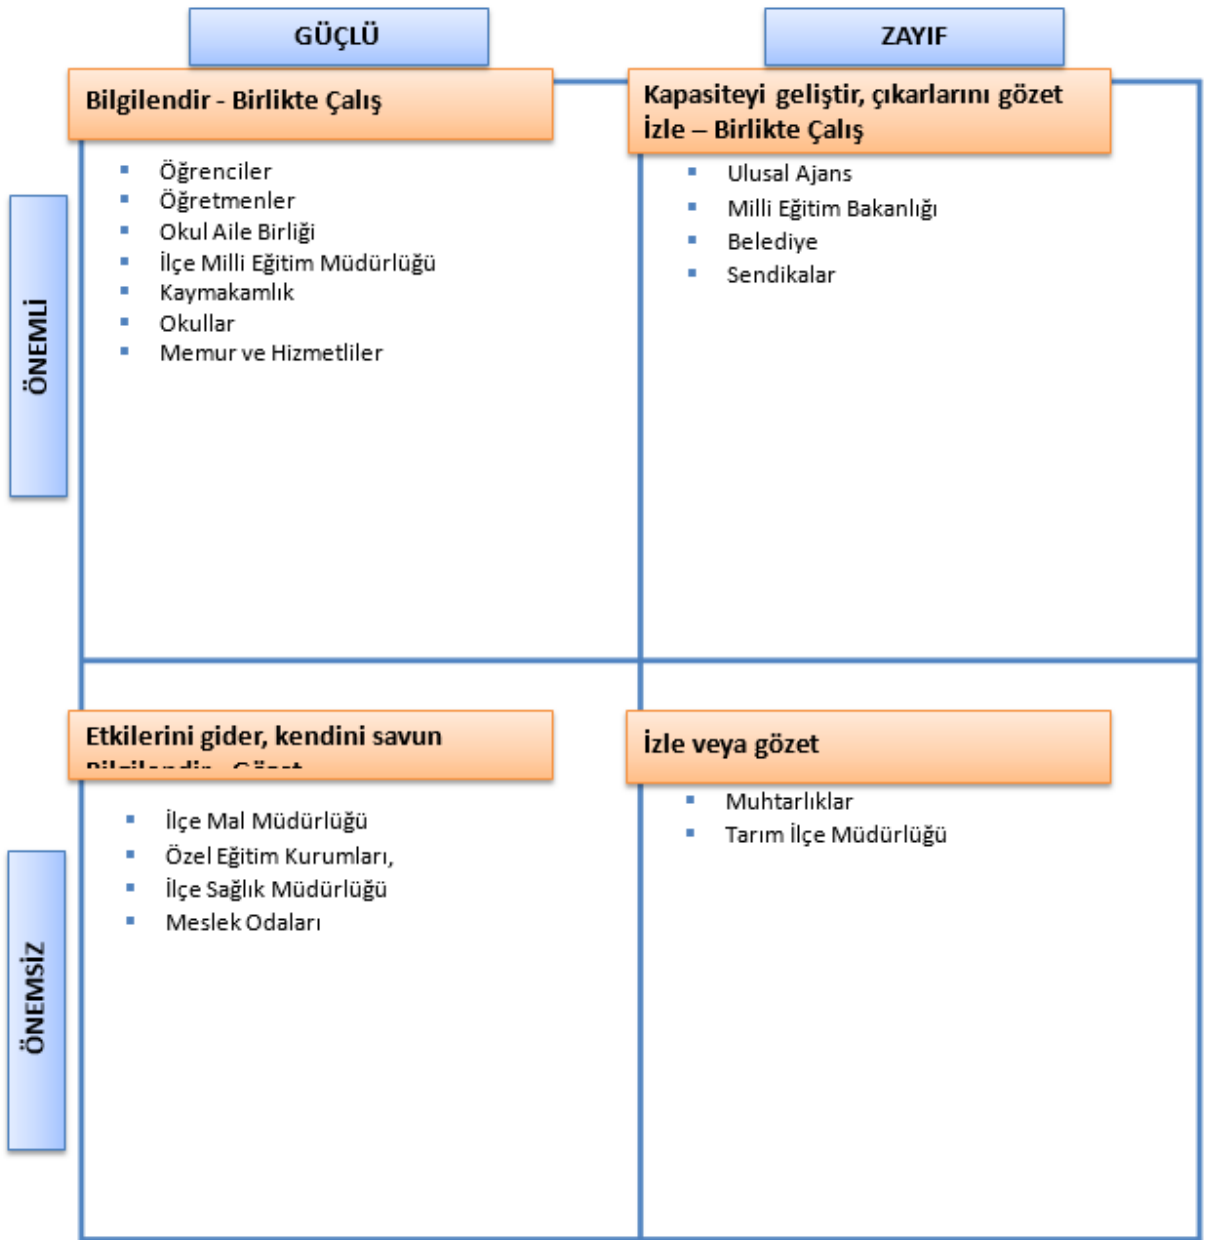 GÜÇLÜ
ZAYIF
ÖNEMLİ
Bilgilendir - Birlikte Çalış
Öğrenciler
Öğretmenler
Okul Aile Birliği
İlçe Milli Eğitim Müdürlüğü
Kaymakamlık
Okullar
Memur ve Hizmetliler
Kapasiteyi geliştir, çıkarlarını gözet
İzle – Birlikte Çalış
Ulusal Ajans
Milli Eğitim Bakanlığı
Belediye
Sendikalar
ÖNEMSİZ
Etkilerini gider, kendini savun
Bilgilendir - Gözet
İlçe Mal Müdürlüğü
Özel Eğitim Kurumları,
İlçe Sağlık Müdürlüğü
Meslek Odaları
İzle veya gözet
Muhtarlıklar
Tarım İlçe Müdürlüğü